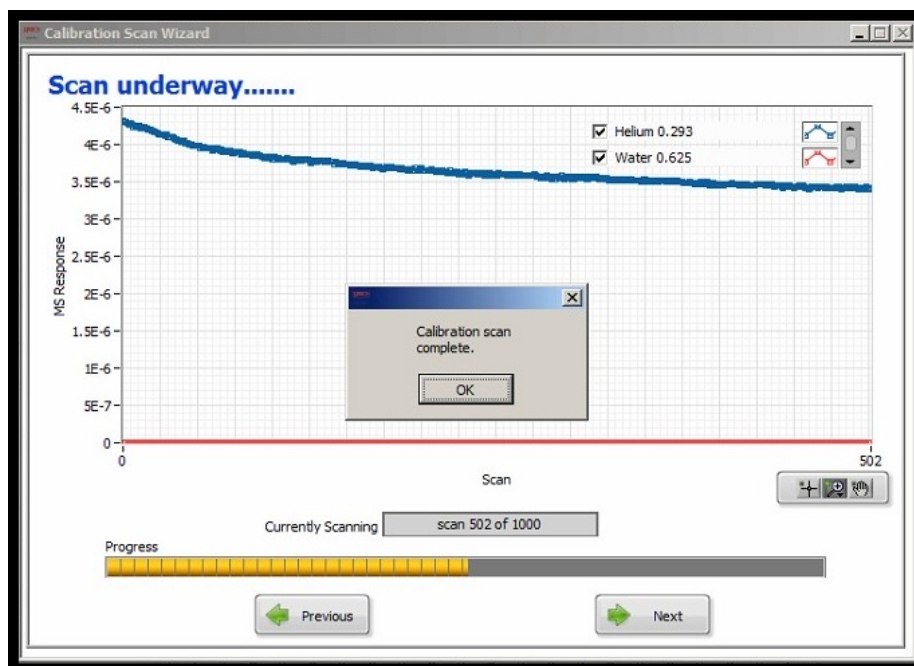 Calibration Scan Wizard
Scan underway.......
4.5E-6
4E-6
3.5E-6
3E-6
2.5E-6
2E-6
1.5E-6
1E-6
5E-7
0
MS Response
Helium 0.293
Water 0.625
Calibration scan
complete.
OK
0
502
Scan
Currently Scanning
scan 502 of 1000
Progress
Previous
Next